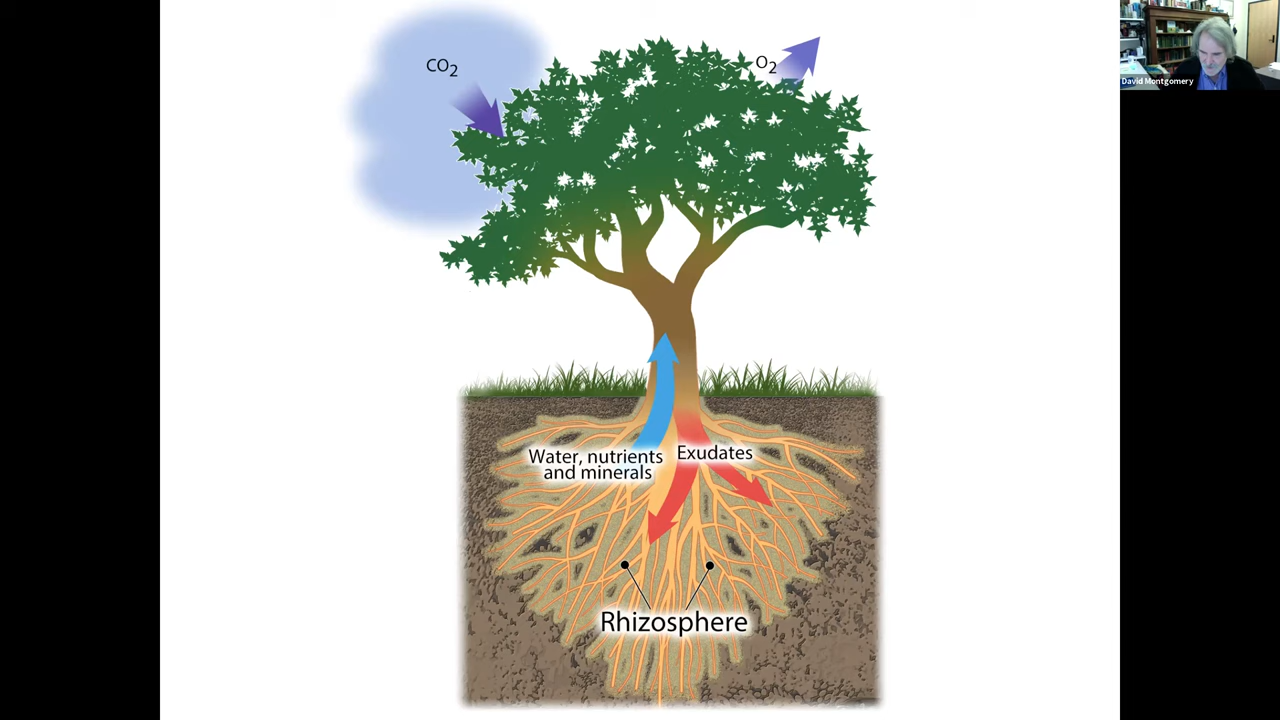 CO2
O2
David Montgomery
Water, nutrients
and minerals
Exudates
Rhizosphere